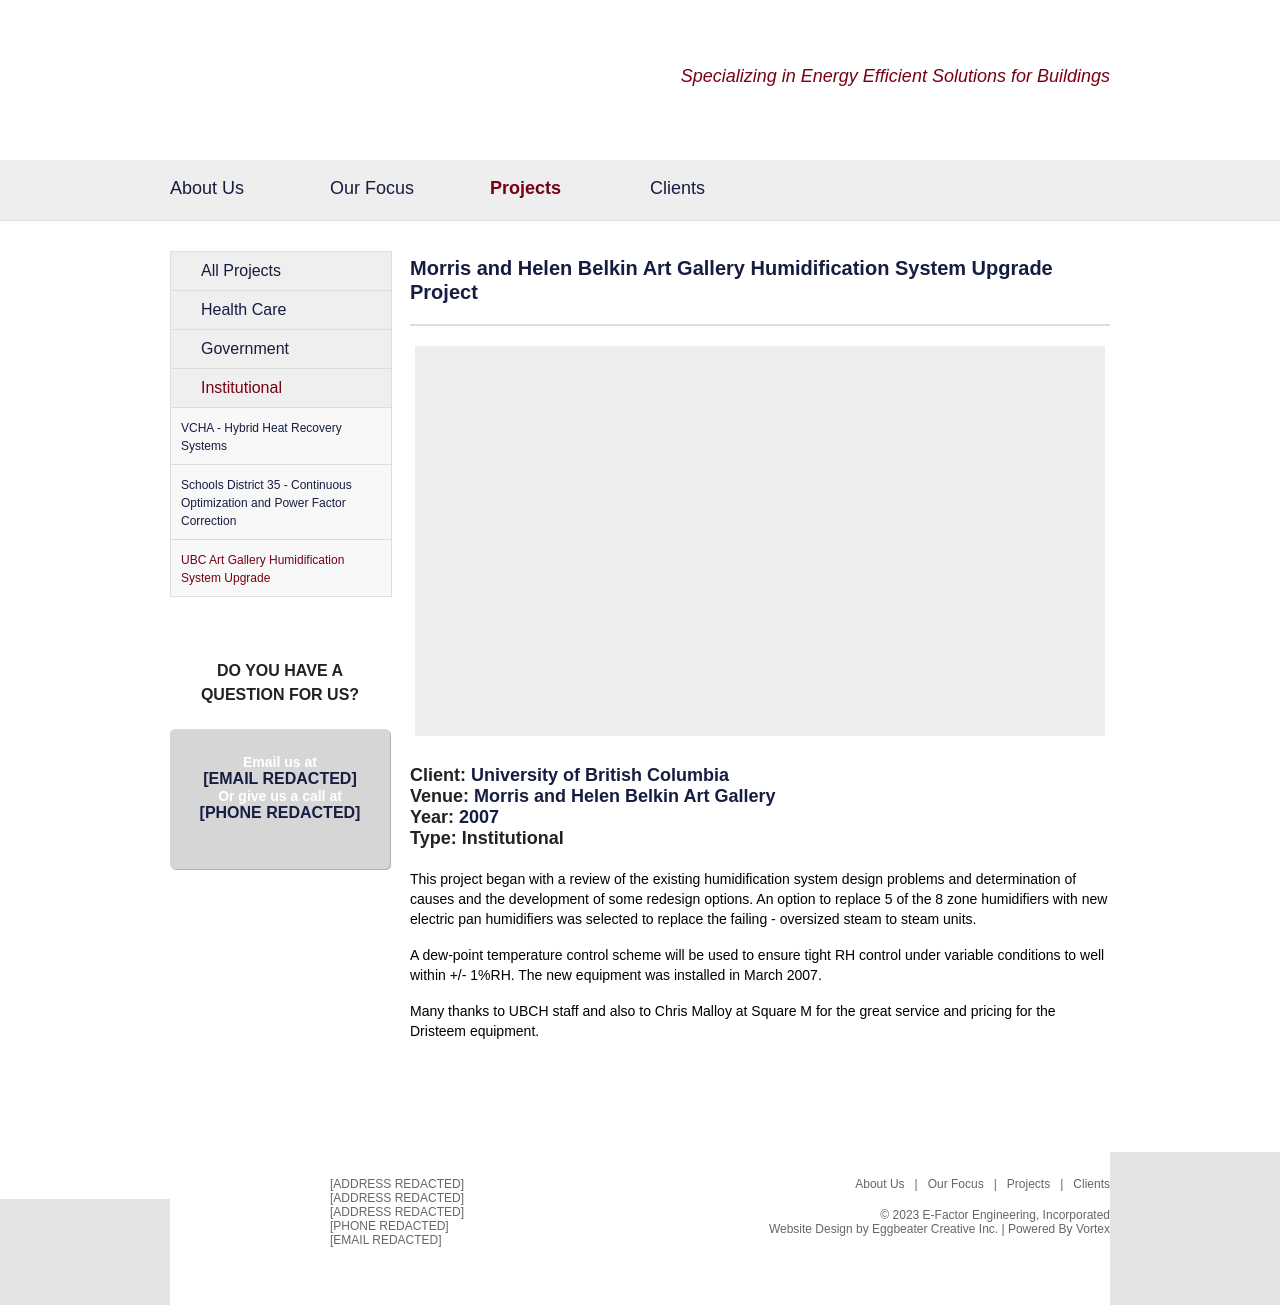 Specializing in Energy Efficient Solutions for Buildings
About Us
Our Focus
Projects
Clients
All Projects
Health Care
Government
Institutional
VCHA - Hybrid Heat Recovery
Systems
Schools District 35 - Continuous
Optimization and Power Factor
Correction
UBC Art Gallery Humidification
System Upgrade
DO YOU HAVE A
QUESTION FOR US?
Email us at
[EMAIL REDACTED]
Or give us a call at
[PHONE REDACTED]
Morris and Helen Belkin Art Gallery Humidification System Upgrade
Project
Client: University of British Columbia
Venue: Morris and Helen Belkin Art Gallery
Year: 2007
Type: Institutional
This project began with a review of the existing humidification system design problems and determination of
causes and the development of some redesign options. An option to replace 5 of the 8 zone humidifiers with new
electric pan humidifiers was selected to replace the failing - oversized steam to steam units.
A dew-point temperature control scheme will be used to ensure tight RH control under variable conditions to well
within +/- 1%RH. The new equipment was installed in March 2007.
Many thanks to UBCH staff and also to Chris Malloy at Square M for the great service and pricing for the
Dristeem equipment.
[ADDRESS REDACTED]
[ADDRESS REDACTED]
[ADDRESS REDACTED]
[PHONE REDACTED]
[EMAIL REDACTED]
About Us | Our Focus | Projects | Clients
© 2023 E-Factor Engineering, Incorporated
Website Design by Eggbeater Creative Inc. | Powered By Vortex